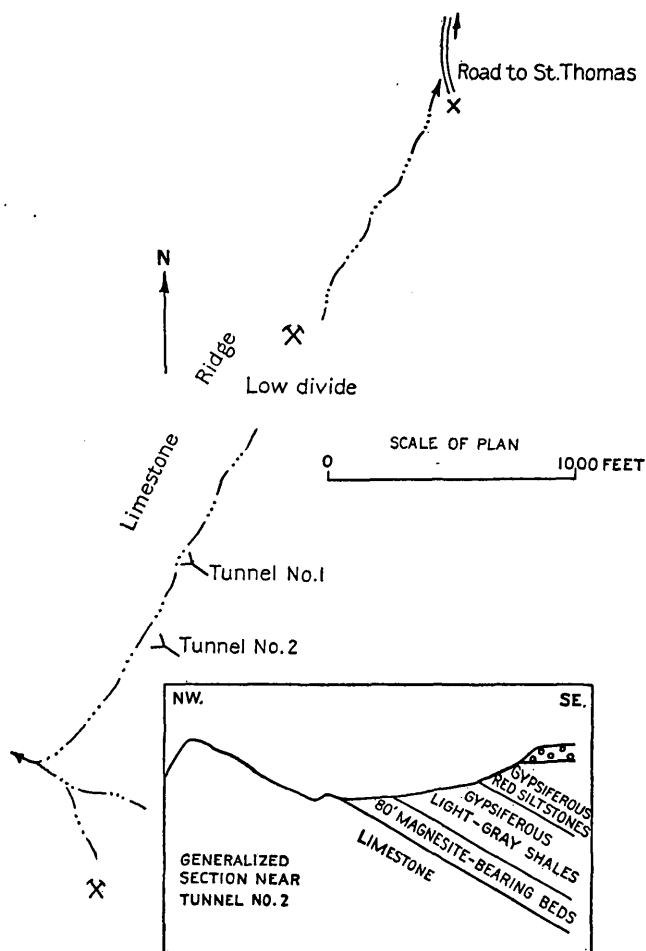 Road to St. Thomas
N
Limestone Ridge
Low divide
SCALE OF PLAN
0 1000 FEET
Tunnel No.1
Tunnel No.2
NW. SE.
GYPSIFEROUS
RED SILTSTONES
GYPSIFEROUS
LIGHT-GRAY SHALES
80' MAGNESITE-BEARING BEDS
LIMESTONE
GENERALIZED
SECTION NEAR
TUNNEL NO.2